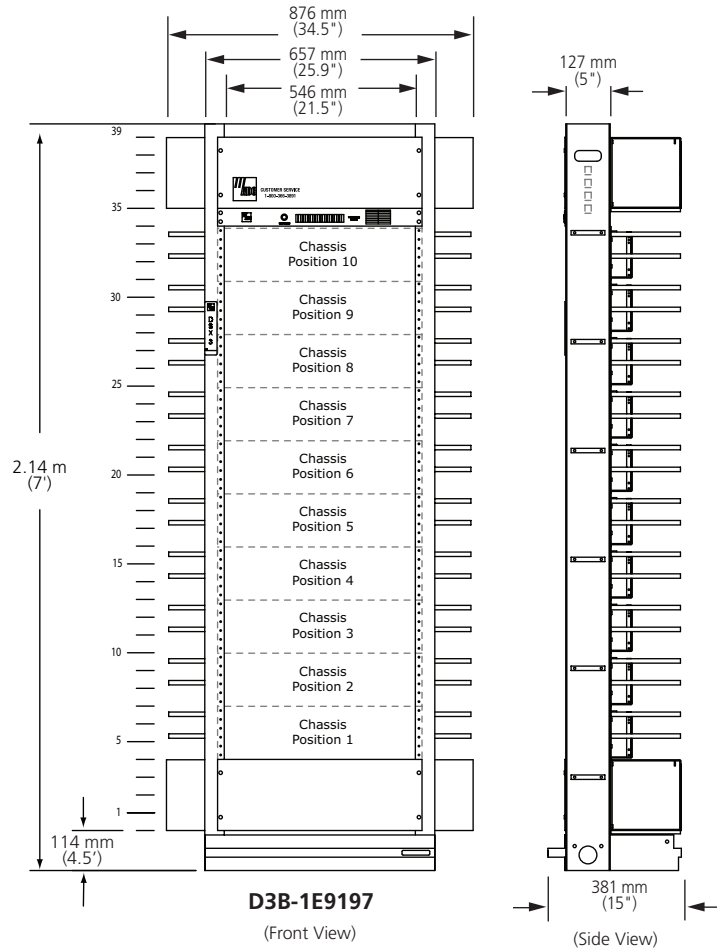 876 mm
(34.5")
657 mm
(25.9")
546 mm
(21.5")
127 mm
(5")
39
35
30
25
20
15
10
5
1
2.14 m
(7')
114 mm
(4.5’)
ADC
CUSTOMER SERVICE
Chassis
Position 10
Chassis
Position 9
Chassis
Position 8
Chassis
Position 7
Chassis
Position 6
Chassis
Position 5
Chassis
Position 4
Chassis
Position 3
Chassis
Position 2
Chassis
Position 1
DSX-3
D3B-1E9197
(Front View)
381 mm
(15")
(Side View)